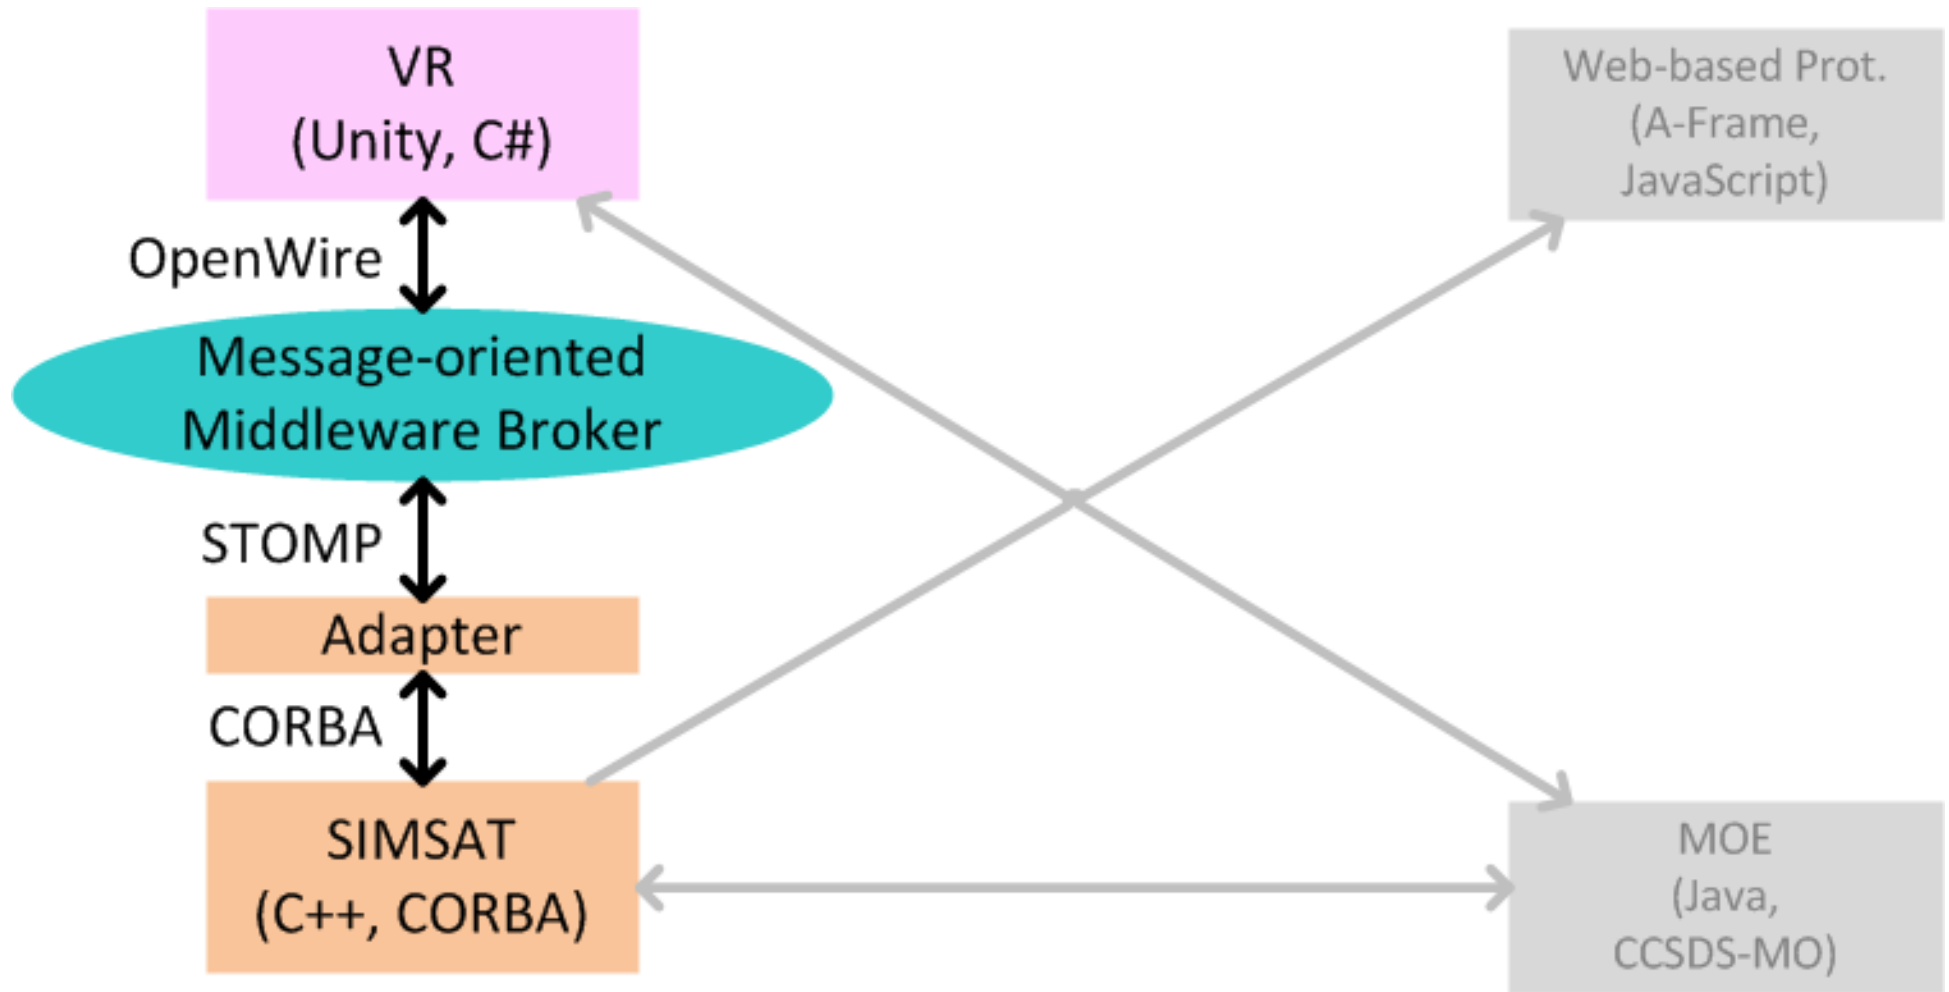 VR
(Unity, C#)
OpenWire
Message-oriented
Middleware Broker
STOMP
Adapter
CORBA
SIMSAT
(C++, CORBA)
Web-based Prot.
(A-Frame,
JavaScript)
MOE
(Java,
CCSDS-MO)